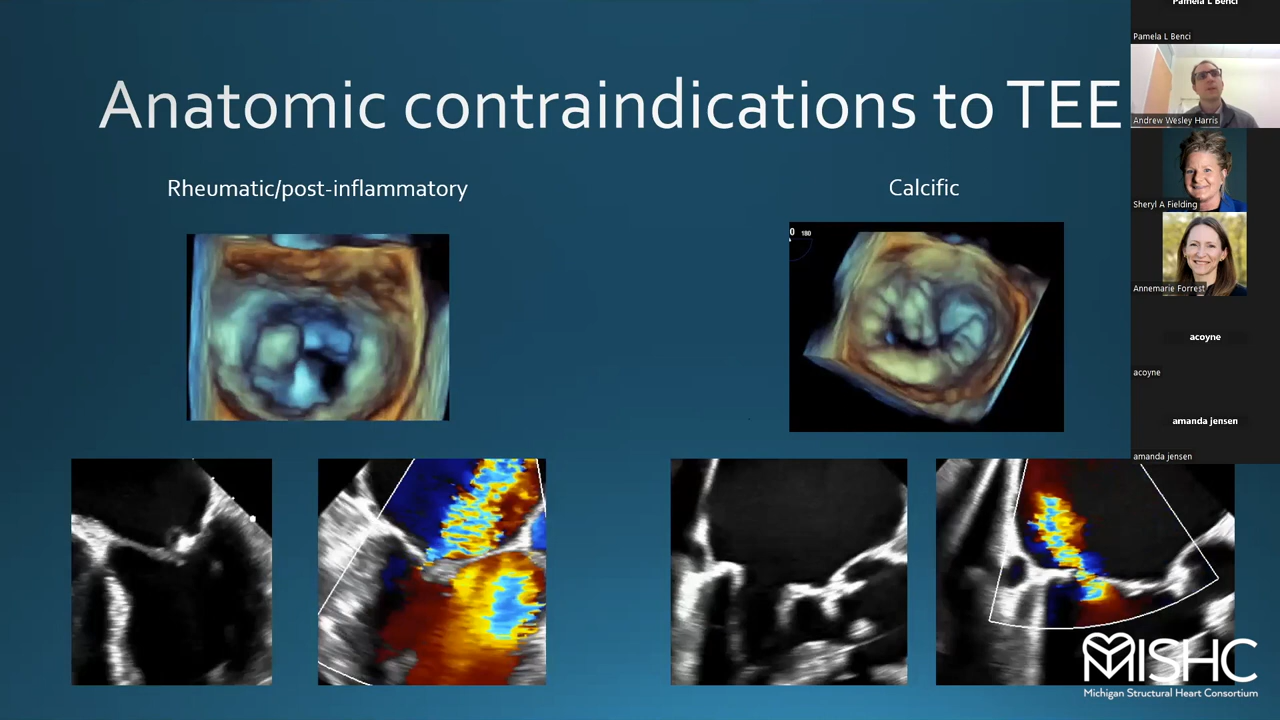 Anatomic contraindications to TEE
Rheumatic/post-inflammatory
Calcific
0 180
Pamela L Benci
Pamela L Benci
Andrew Wesley Harris
Sheryl A Fielding
Annemarie Forrest
acoyne
acoyne
amanda jensen
amanda jensen
MISHC
Michigan Structural Heart Consortium